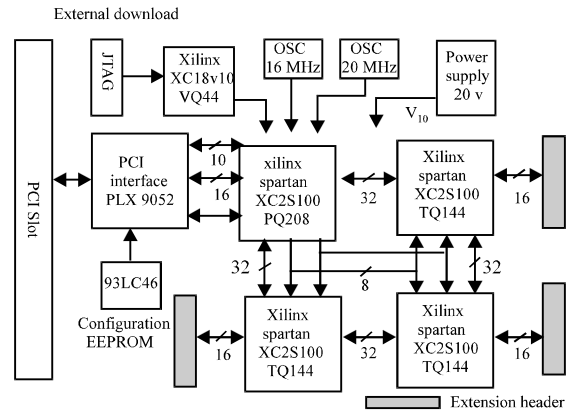 External download
JTAG
Xilinx
XC18v10
VQ44
OSC
16 MHz
OSC
20 MHz
Power
supply
20 v
V10
PCI Slot
PCI
interface
PLX 9052
10
16
xilinx
spartan
XC2S100
PQ208
32
Xilinx
spartan
XC2S100
TQ144
16
93LC46
Configuration
EEPROM
32
8
32
16
Xilinx
spartan
XC2S100
TQ144
32
Xilinx
spartan
XC2S100
TQ144
16
Extension header